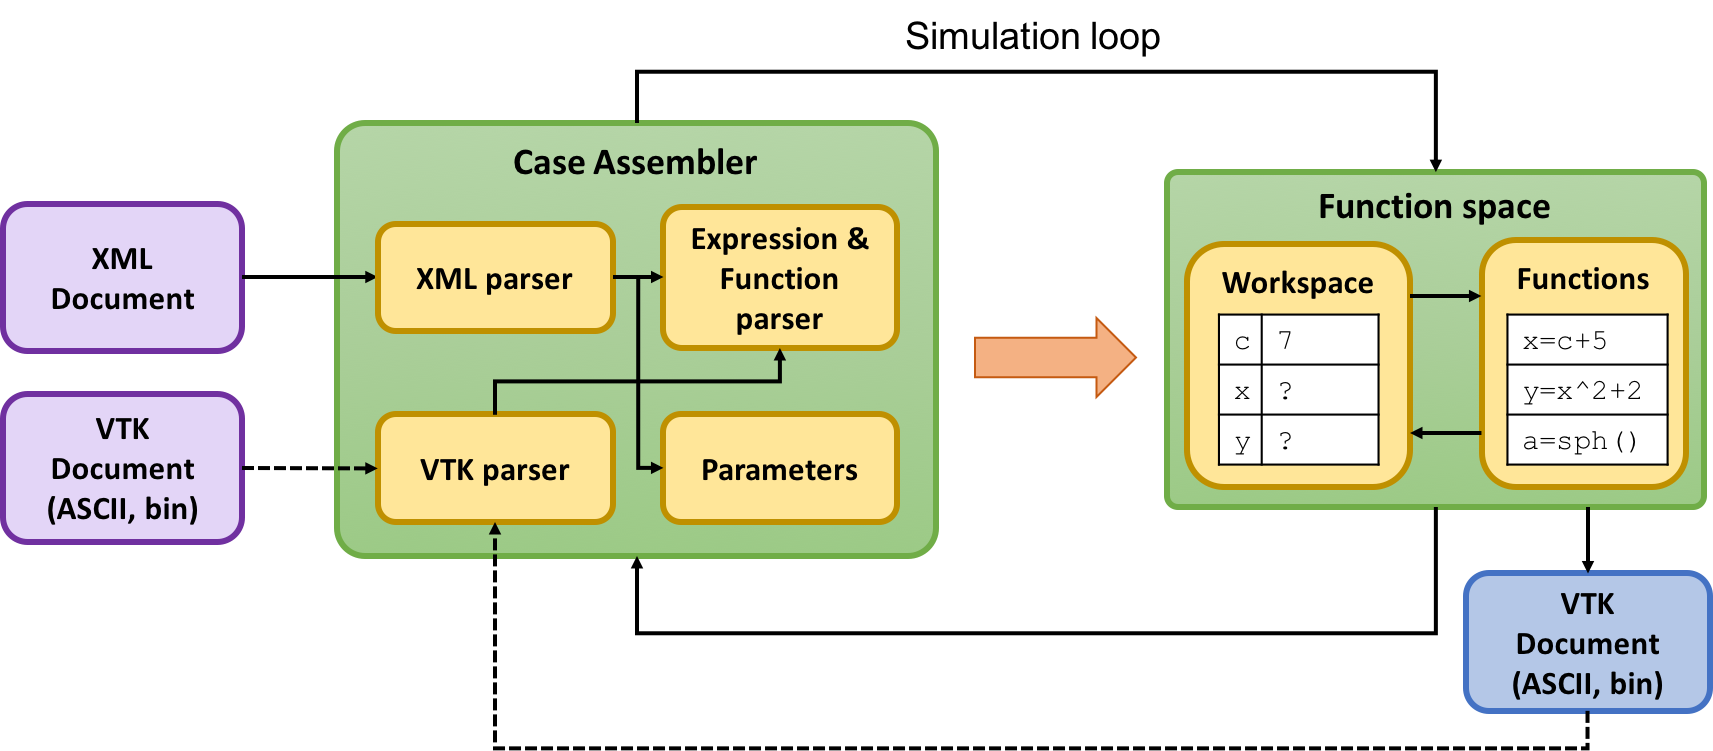 Simulation loop
Case Assembler
XML
Document
XML parser
Expression &
Function
parser
VTK
Document
(ASCII, bin)
VTK parser
Parameters
Function space
Workspace
c 7
x ?
y ?
Functions
x=c+5
y=x^2+2
a=sph()
VTK
Document
(ASCII, bin)